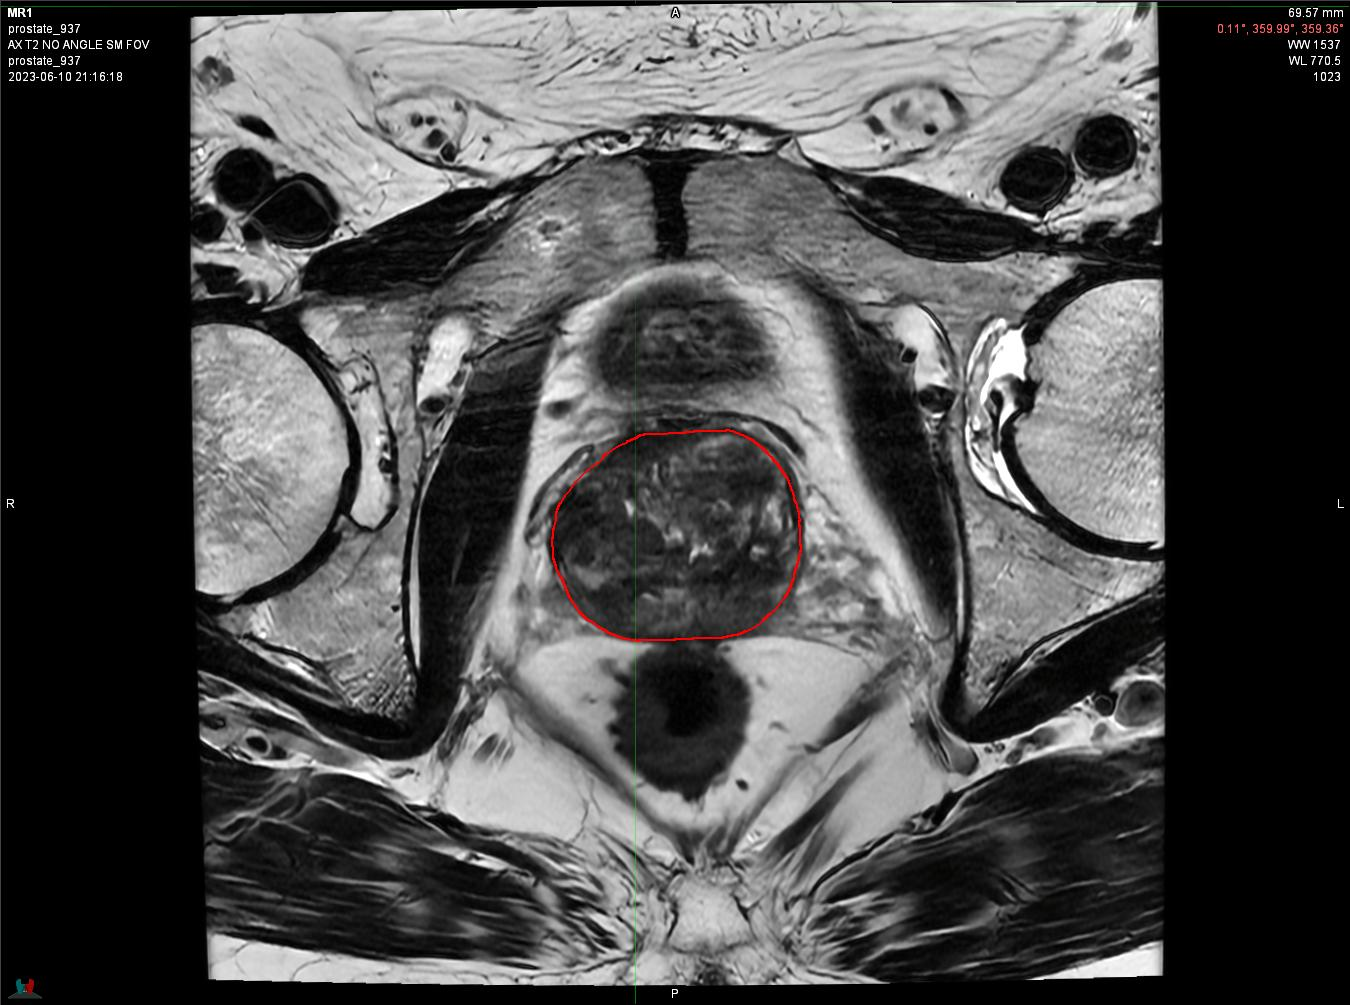 MR1
prostate_937
AX T2 NO ANGLE SM FOV
prostate_937
2023-06-10 21:16:18
A
69.57 mm
0.11°, 359.99°, 359.36°
WW 1537
WL 770.5
1023
R
L
P